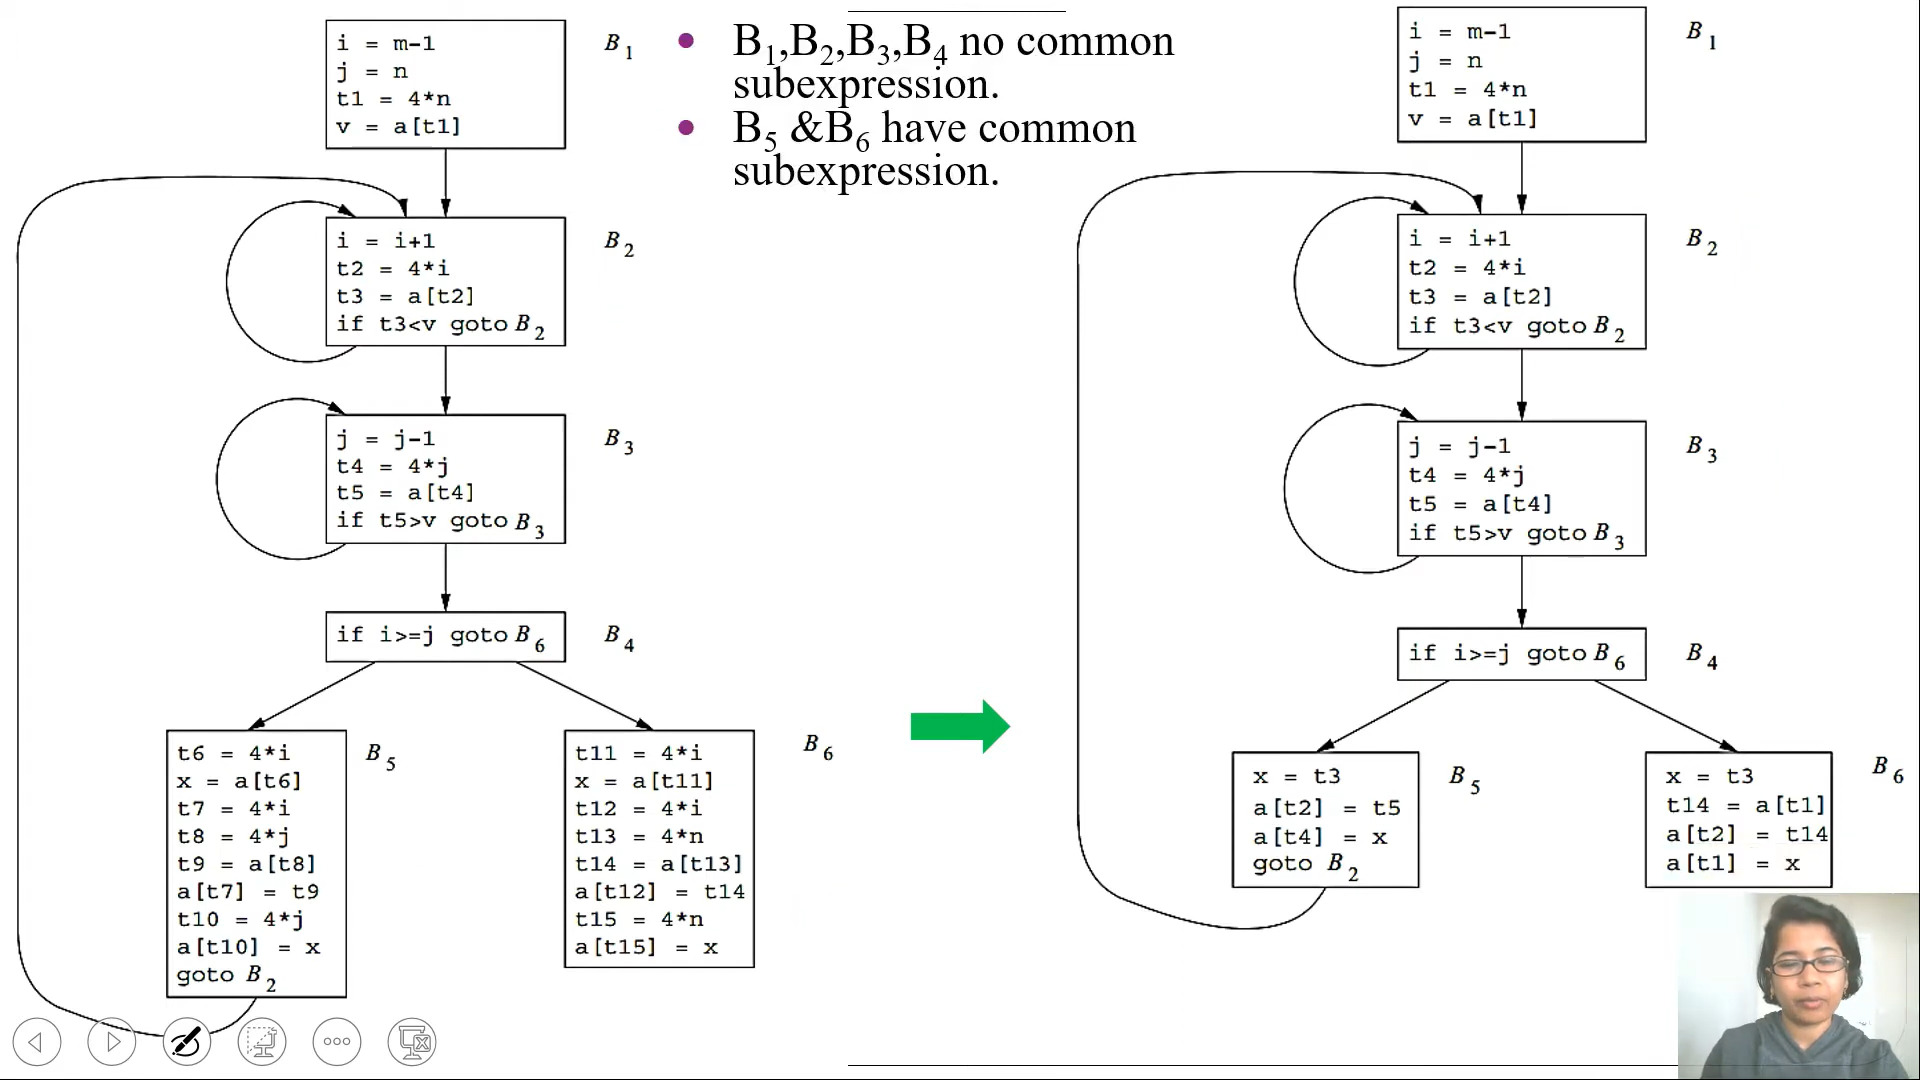 i = m-1
j = n
t1 = 4*n
v = a[t1]
B1
i = i+1
t2 = 4*i
t3 = a[t2]
if t3<v goto B2
B2
j = j-1
t4 = 4*j
t5 = a[t4]
if t5>v goto B3
B3
if i>=j goto B6
B4
t6 = 4*i
x = a[t6]
t7 = 4*i
t8 = 4*j
t9 = a[t8]
a[t7] = t9
t10 = 4*j
a[t10] = x
goto B2
B5
t11 = 4*i
x = a[t11]
t12 = 4*i
t13 = 4*n
t14 = a[t13]
a[t12] = t14
t15 = 4*n
a[t15] = x
B6
• B1,B2,B3,B4 no common
subexpression.
• B5 &B6 have common
subexpression.
i = m-1
j = n
t1 = 4*n
v = a[t1]
B1
i = i+1
t2 = 4*i
t3 = a[t2]
if t3<v goto B2
B2
j = j-1
t4 = 4*j
t5 = a[t4]
if t5>v goto B3
B3
if i>=j goto B6
B4
x = t3
a[t2] = t5
a[t4] = x
goto B2
B5
x = t3
t14 = a[t1]
a[t2] = t14
a[t1] = x
B6